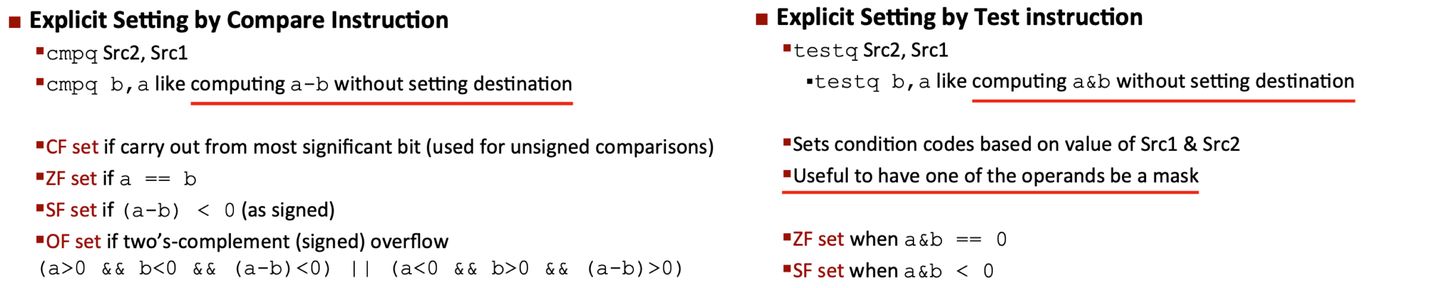 Explicit Setting by Compare Instruction
cmpq Src2, Src1
cmpq b, a like computing a-b without setting destination
CF set if carry out from most significant bit (used for unsigned comparisons)
ZF set if a == b
SF set if (a-b) < 0 (as signed)
OF set if two’s-complement (signed) overflow
(a>0 && b<0 && (a-b)<0) || (a<0 && b>0 && (a-b)>0)
Explicit Setting by Test instruction
testq Src2, Src1
testq b, a like computing a&b without setting destination
Sets condition codes based on value of Src1 & Src2
Useful to have one of the operands be a mask
ZF set when a&b == 0
SF set when a&b < 0